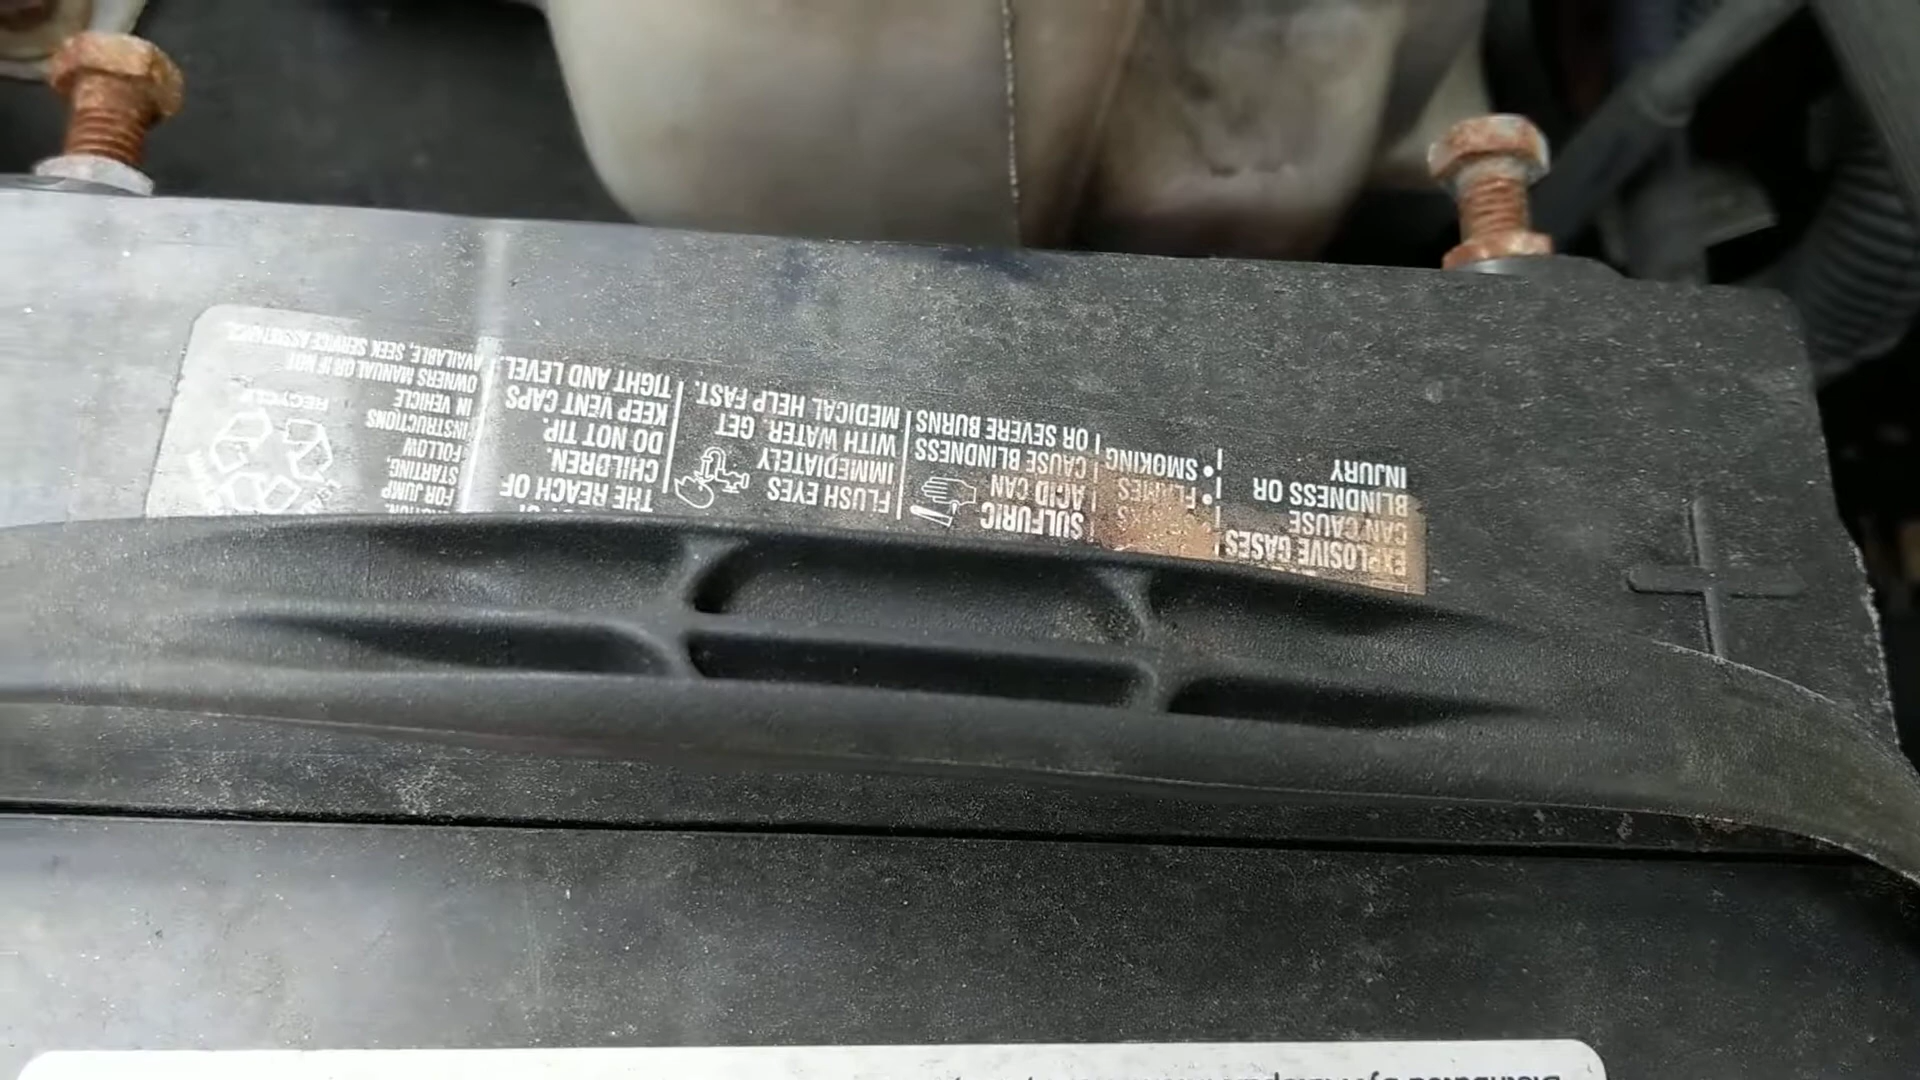 EXPLOSIVE GASES
CAN CAUSE
BLINDNESS OR
INJURY
• FLAMES
• SMOKING
SULFURIC
ACID CAN
CAUSE BLINDNESS
OR SEVERE BURNS
FLUSH EYES
IMMEDIATELY
WITH WATER. GET
MEDICAL HELP FAST.
THE REACH OF
CHILDREN.
DO NOT TIP.
KEEP VENT CAPS
TIGHT AND LEVEL.
FOR JUMP
STARTING,
FOLLOW
INSTRUCTIONS
IN VEHICLE
OWNERS MANUAL OR IF NOT
AVAILABLE, SEEK SERVICE ASSISTANCE
RECYCLE
+